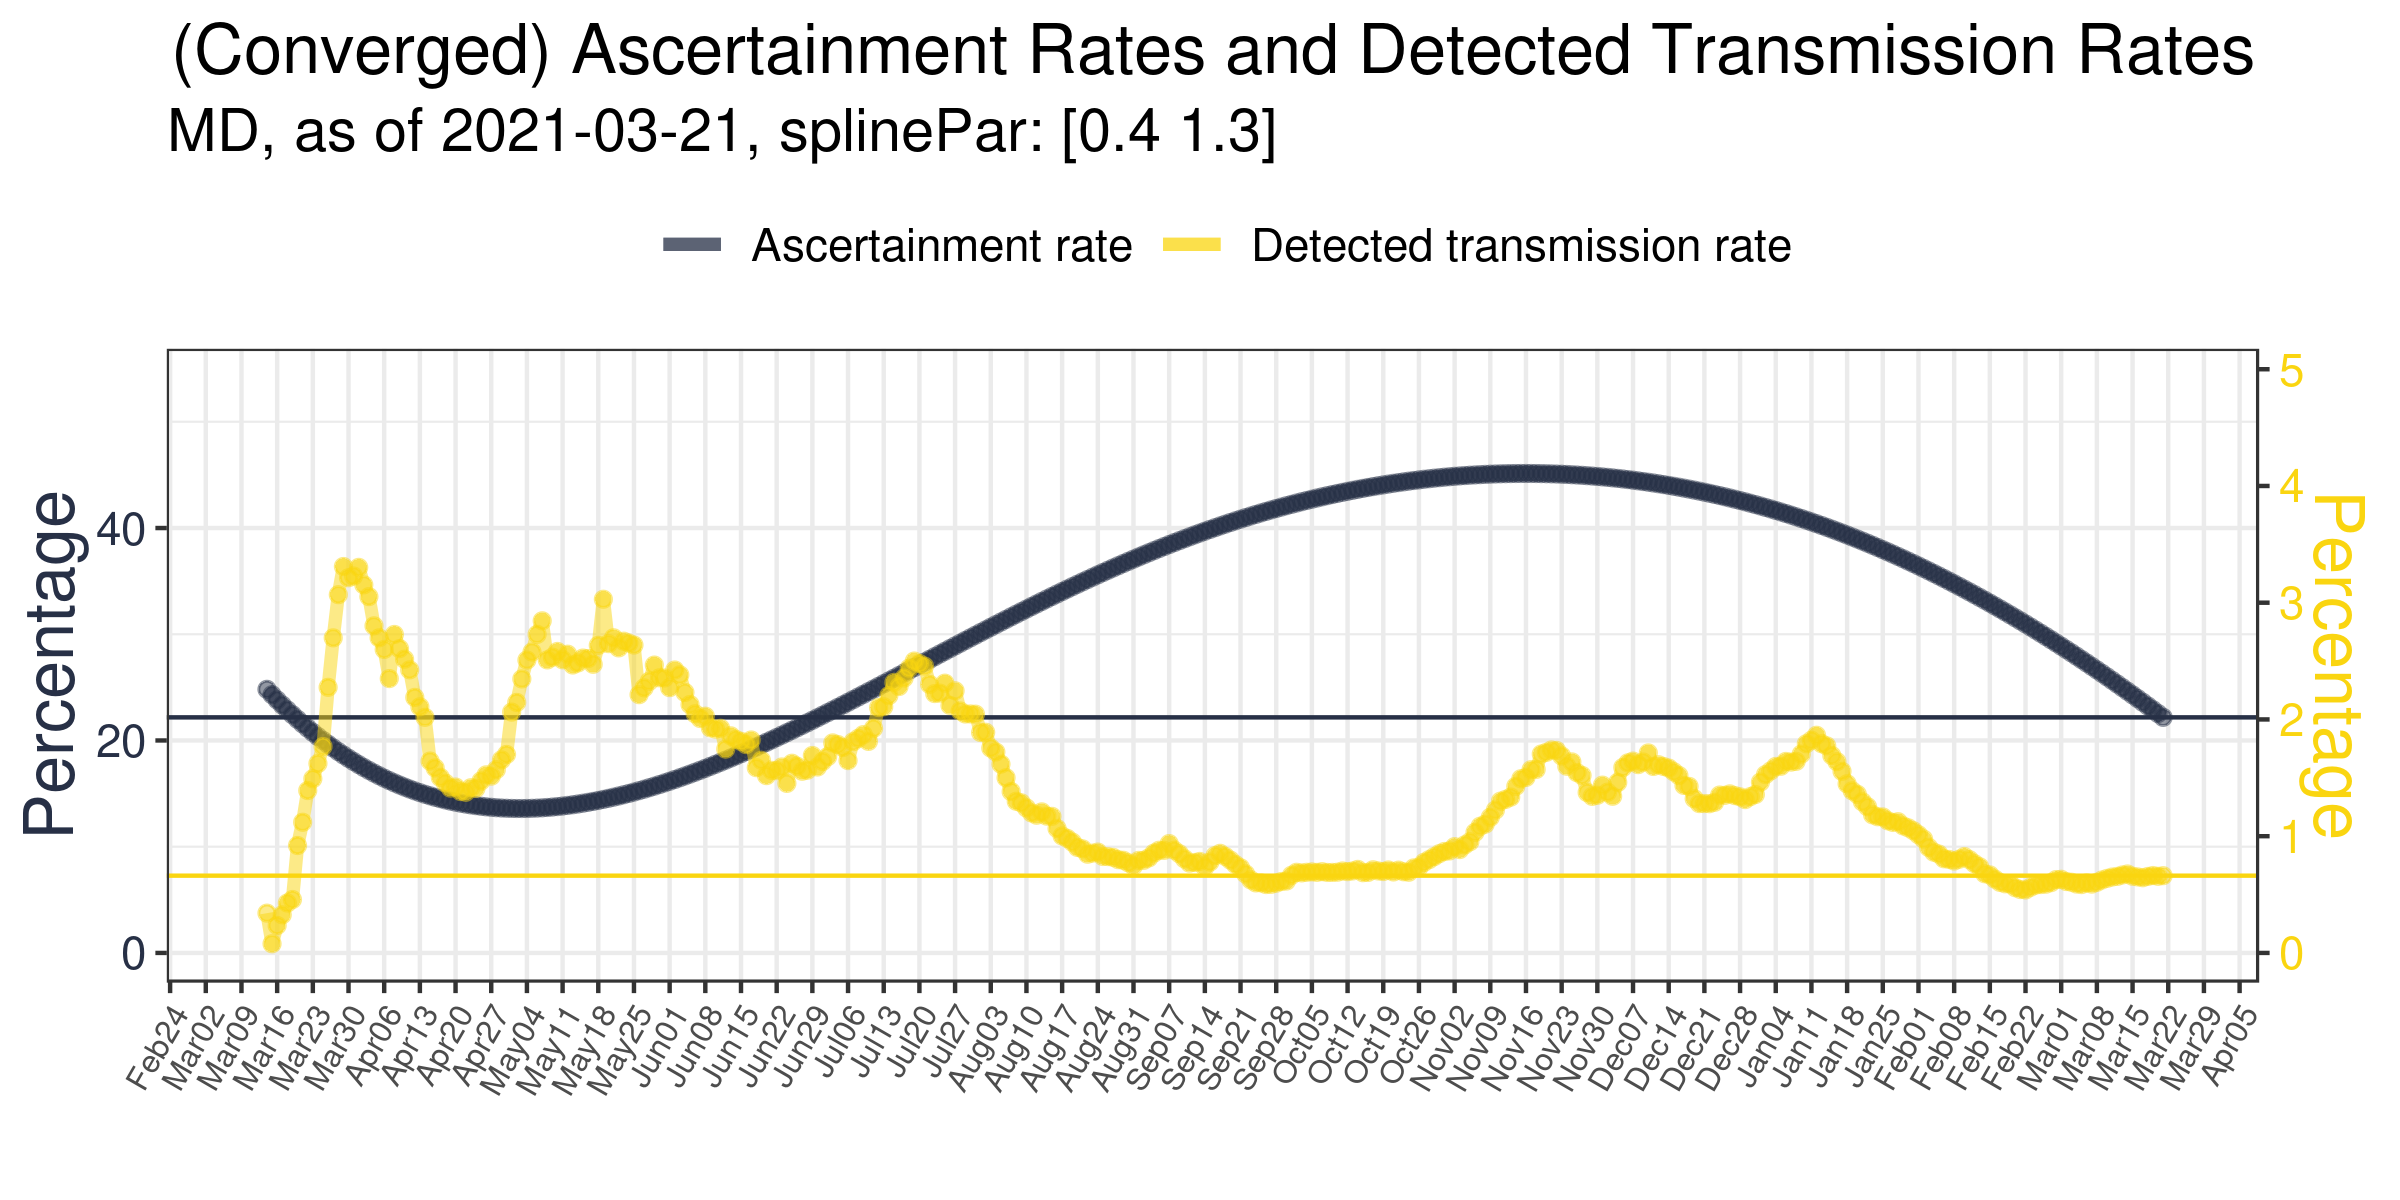 (Converged) Ascertainment Rates and Detected Transmission Rates
MD, as of 2021-03-21, splinePar: [0.4 1.3]
Ascertainment rate
Detected transmission rate
Percentage
40
20
0
5
4
3
2
1
0
Percentage
Feb24
Mar02
Mar09
Mar16
Mar23
Mar30
Apr06
Apr13
Apr20
Apr27
May04
May11
May18
May25
Jun01
Jun08
Jun15
Jun22
Jun29
Jul06
Jul13
Jul20
Jul27
Aug03
Aug10
Aug17
Aug24
Aug31
Sep07
Sep14
Sep21
Sep28
Oct05
Oct12
Oct19
Oct26
Nov02
Nov09
Nov16
Nov23
Nov30
Dec07
Dec14
Dec21
Dec28
Jan04
Jan11
Jan18
Jan25
Feb01
Feb08
Feb15
Feb22
Mar01
Mar08
Mar15
Mar22
Mar29
Apr05